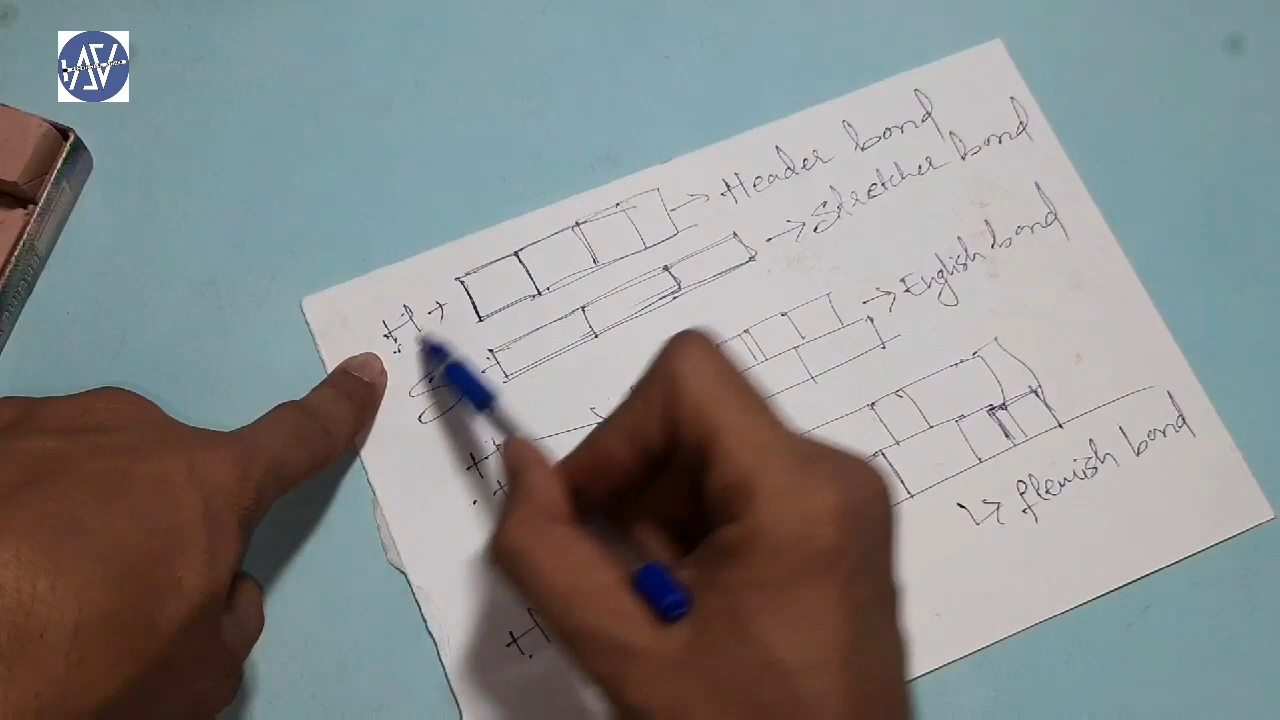 H → → Header bond
S → Stretcher bond
→ English bond
H
↳ flemish bond
H